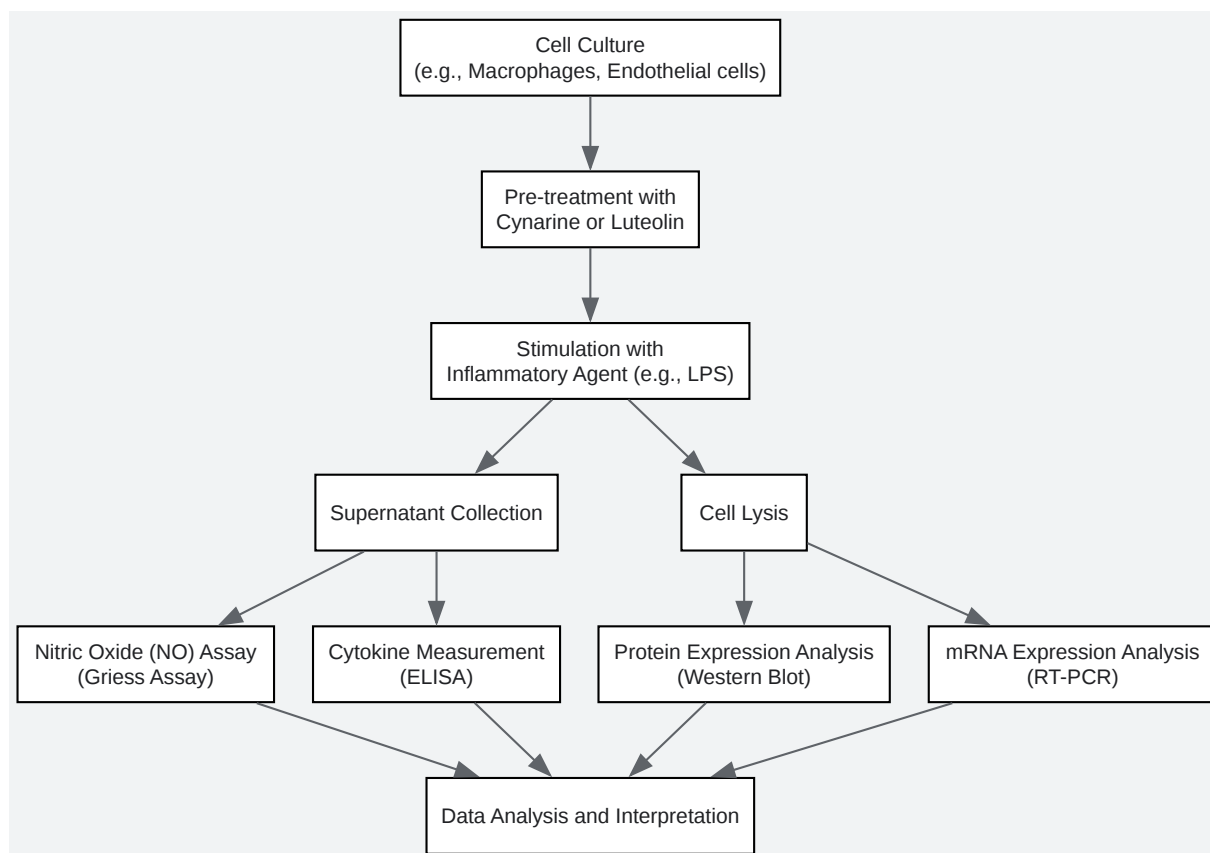 Cell Culture
(e.g., Macrophages, Endothelial cells)
Pre-treatment with
Cynarine or Luteolin
Stimulation with
Inflammatory Agent (e.g., LPS)
Supernatant Collection
Cell Lysis
Nitric Oxide (NO) Assay
(Griess Assay)
Cytokine Measurement
(ELISA)
Protein Expression Analysis
(Western Blot)
mRNA Expression Analysis
(RT-PCR)
Data Analysis and Interpretation